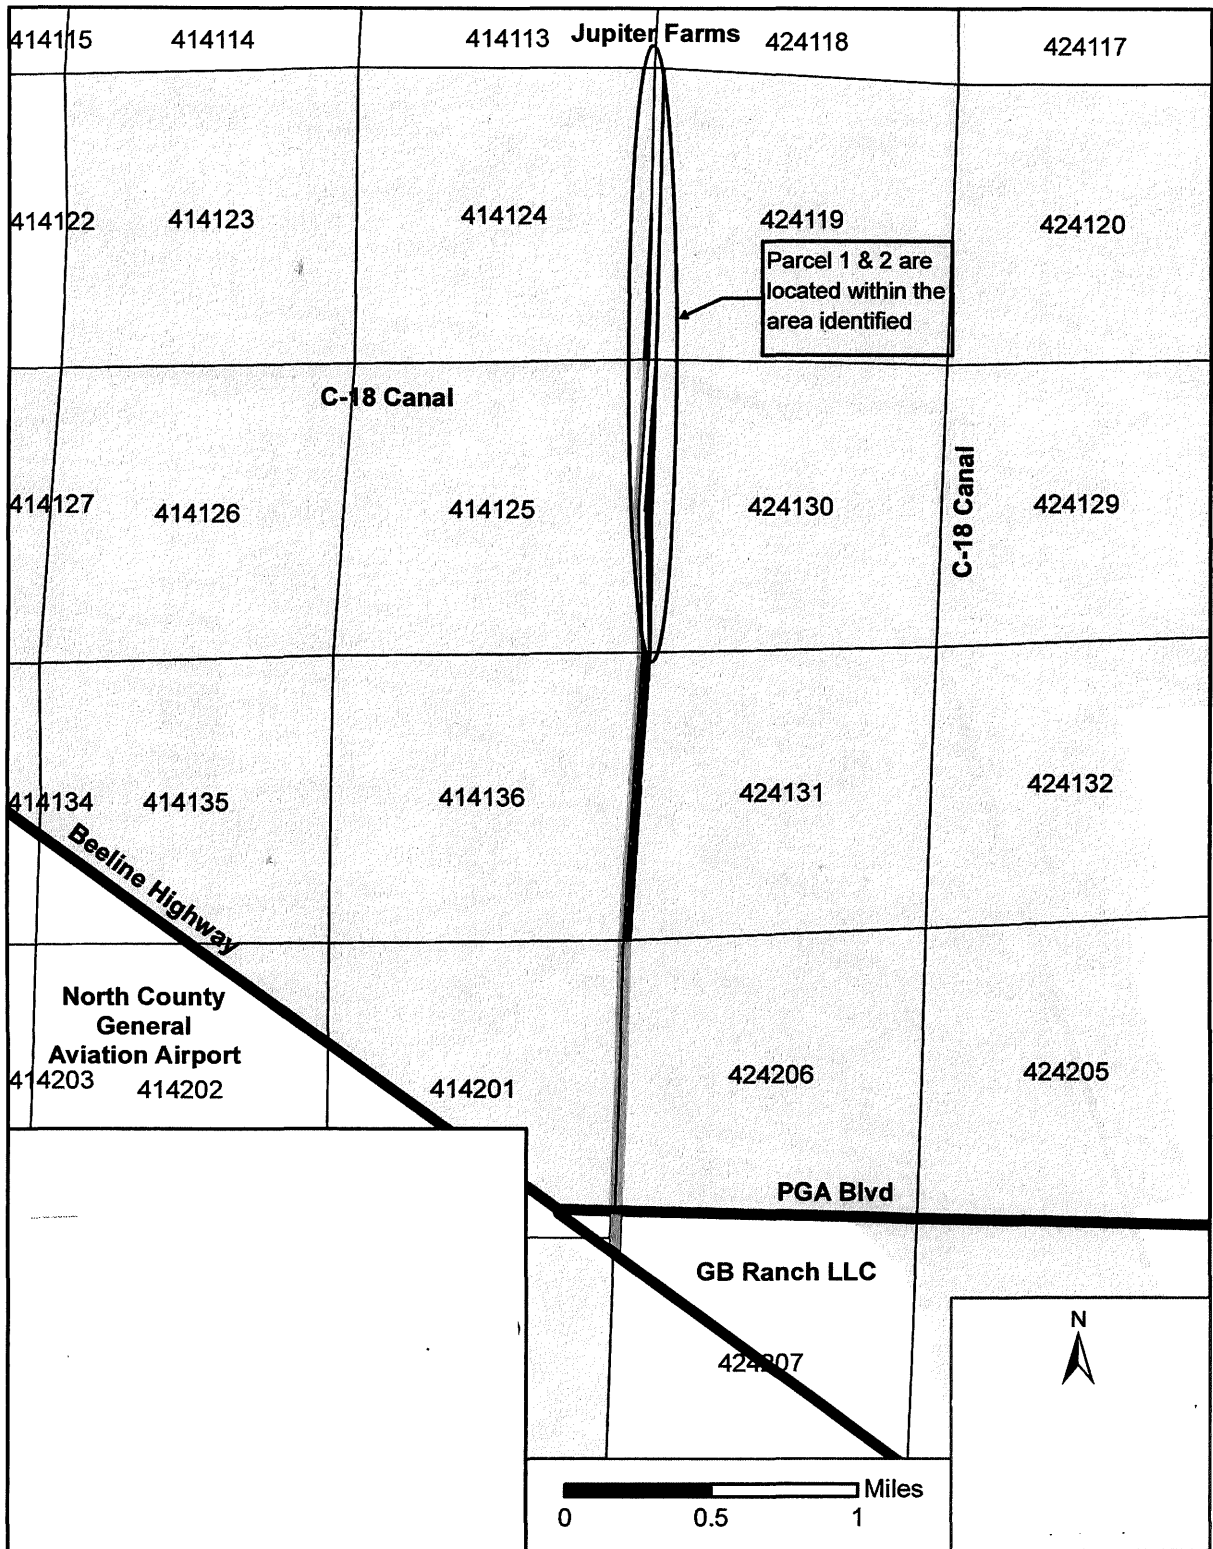 414115
414114
414113
Jupiter Farms
424118
424117
414122
414123
414124
424119
424120
Parcel 1 & 2 are
located within the
area identified
C-18 Canal
414127
414126
414125
424130
C-18 Canal
424129
414134
414135
414136
424131
424132
Beeline Highway
North County
General
Aviation Airport
414203
414202
414201
424206
424205
PGA Blvd
GB Ranch LLC
424207
N
Miles
0 0.5 1